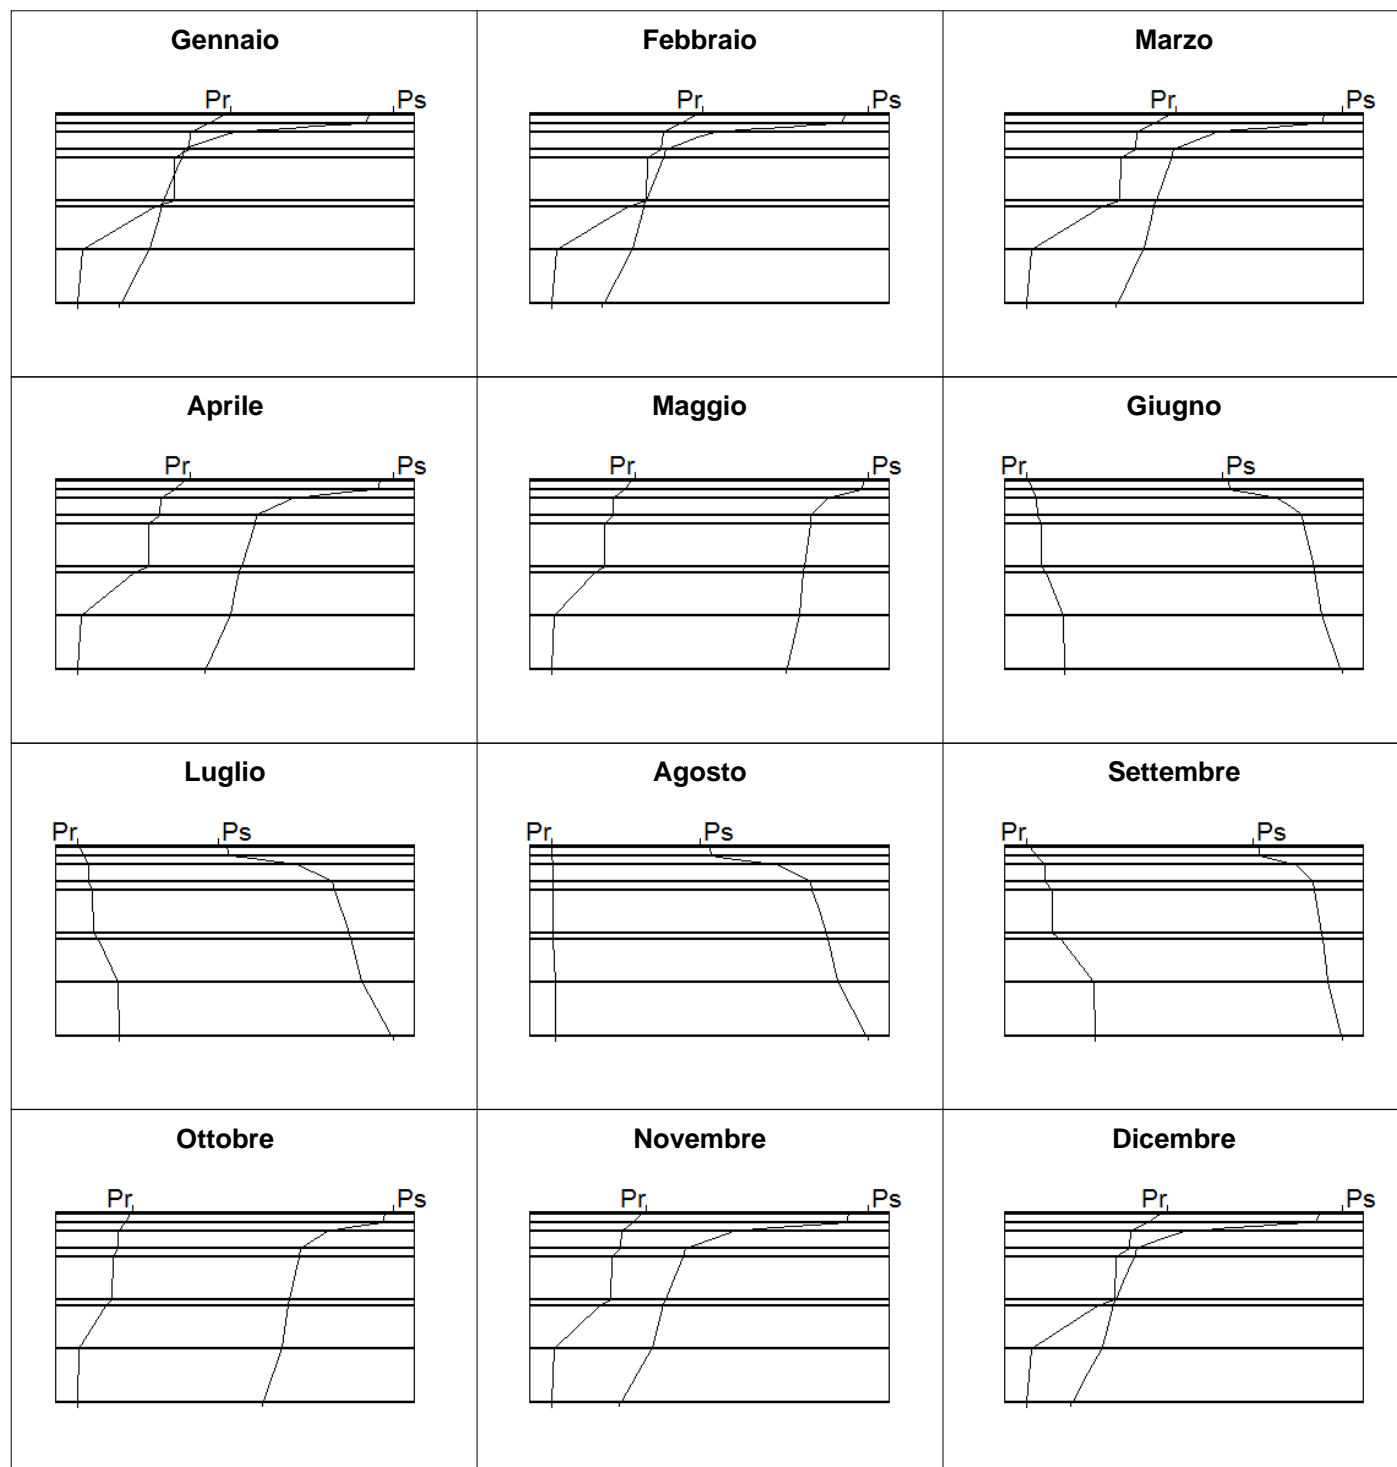 Gennaio
Febbraio
Marzo
Pr Ps
Pr Ps
Pr Ps
Aprile
Maggio
Giugno
Pr Ps
Pr Ps
Pr Ps
Luglio
Agosto
Settembre
Pr Ps
Pr Ps
Pr Ps
Ottobre
Novembre
Dicembre
Pr Ps
Pr Ps
Pr Ps